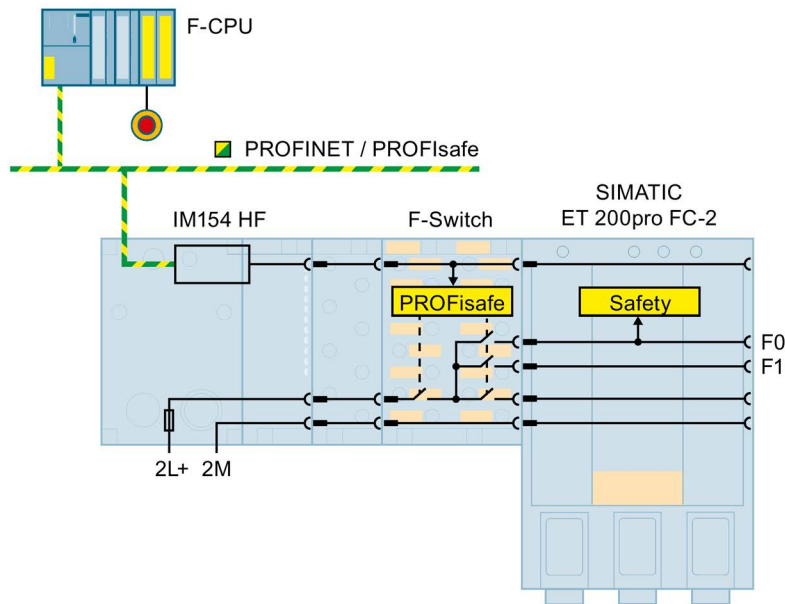 F-CPU
PROFINET / PROFIsafe
IM154 HF
F-Switch
SIMATIC
ET 200pro FC-2
PROFisafe
Safety
F0
F1
2L+ 2M